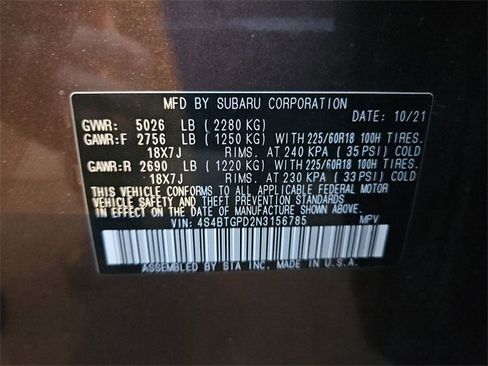 MFD BY SUBARU CORPORATION
DATE: 10/21
GVWR: 5026 LB ( 2280 KG)
GAWR:F 2756 LB ( 1250 KG) WITH 225/60R18 100H TIRES.
18X7J RIMS. AT 240 KPA ( 35 PSI) COLD
GAWR:R 2690 LB ( 1220 KG) WITH 225/60R18 100H TIRES.
18X7J RIMS. AT 230 KPA ( 33 PSI) COLD
THIS VEHICLE CONFORMS TO ALL APPLICABLE FEDERAL MOTOR
VEHICLE SAFETY AND THEFT PREVENTION STANDARDS
IN EFFECT ON THE DATE OF MANUFACTURE SHOWN ABOVE.
VIN: 4S4BTGPD2N3156785 MPV
ASSEMBLED BY SIA INC. MADE IN U.S.A.